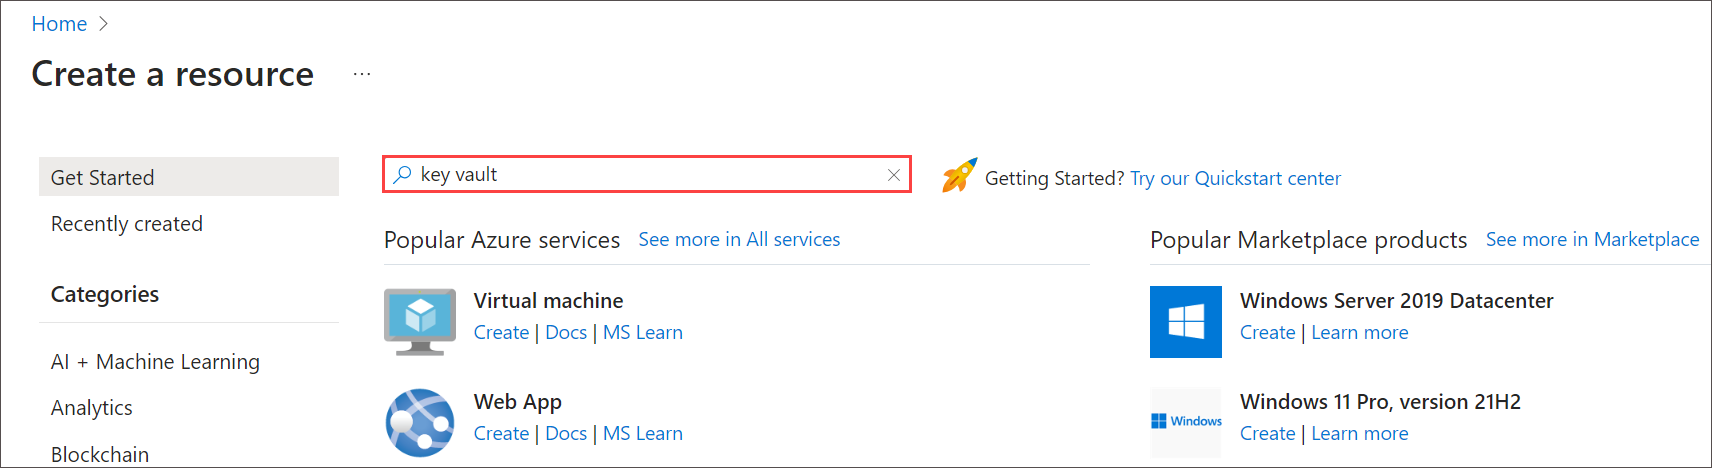 Home >
Create a resource ...
Get Started
Recently created
Categories
AI + Machine Learning
Analytics
Blockchain
key vault
Getting Started? Try our Quickstart center
Popular Azure services See more in All services
Virtual machine
Create | Docs | MS Learn
Web App
Create | Docs | MS Learn
Popular Marketplace products See more in Marketplace
Windows Server 2019 Datacenter
Create | Learn more
Windows
Windows 11 Pro, version 21H2
Create | Learn more